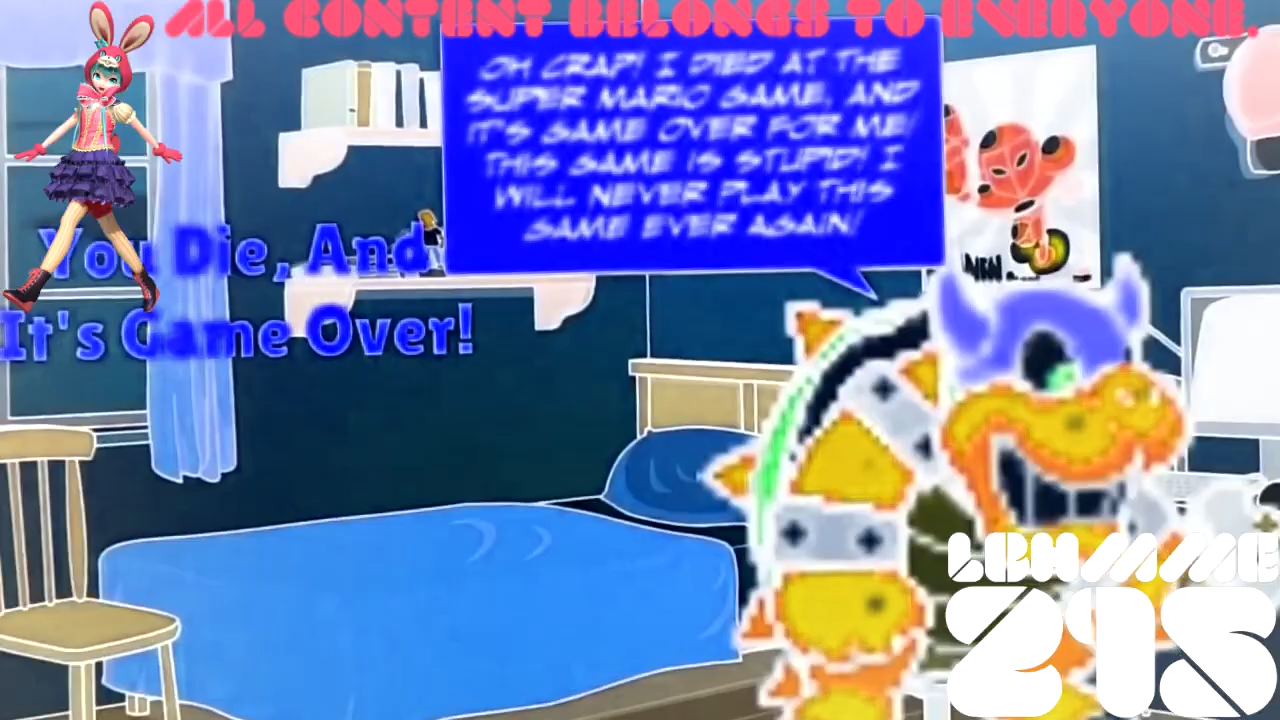 ALL CONTENT BELONGS TO EVERYONE.
OH CRAP! I DIED AT THE
SUPER MARIO GAME, AND
IT'S GAME OVER FOR ME!
THIS GAME IS STUPID! I
WILL NEVER PLAY THIS
GAME EVER AGAIN!
You Die, And
It's Game Over!
LBHMMME